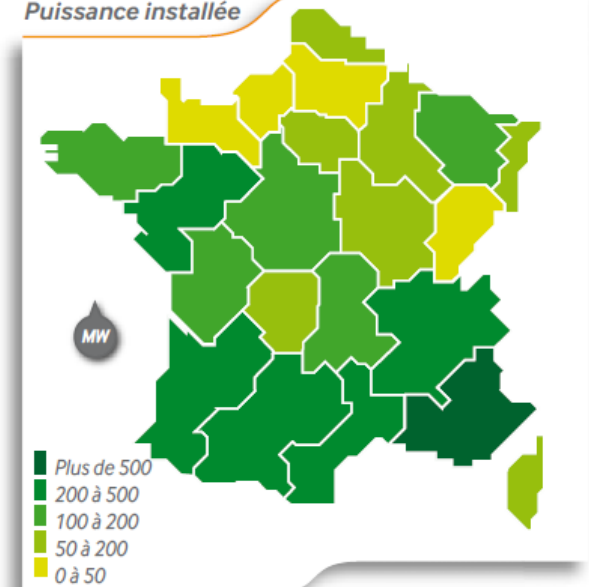 Puissance installée
MW
Plus de 500
200 à 500
100 à 200
50 à 200
0 à 50